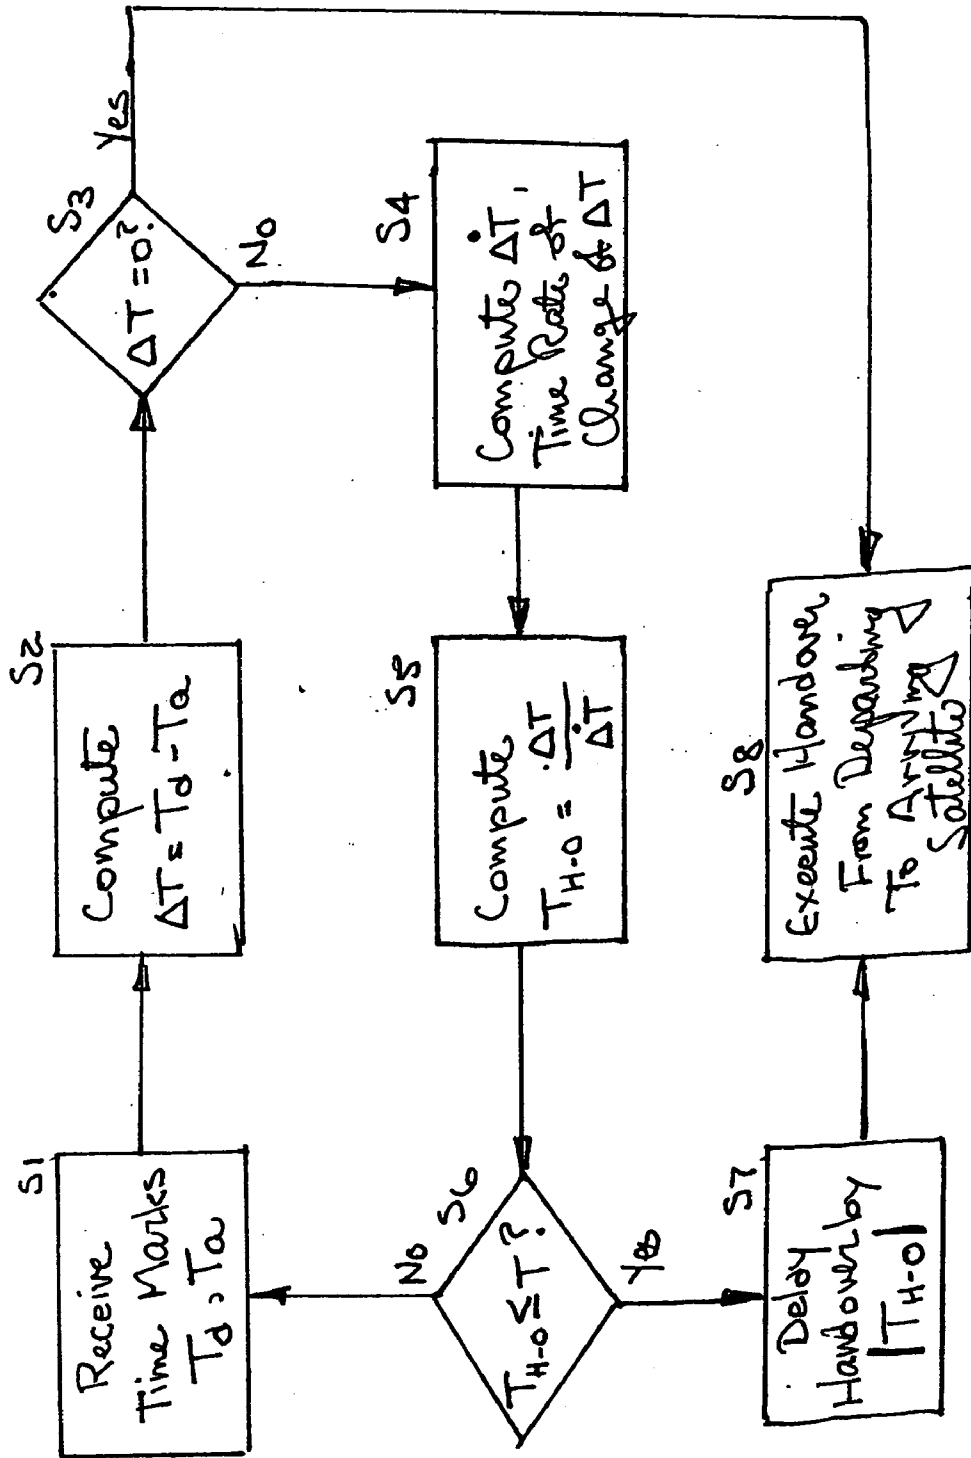 S1
Receive
Time Marks
Td, Ta
S2
Compute
ΔT = Td - Ta
S3
ΔT = 0?
Yes
No
S4
Compute ΔṪ,
Time Rate of
Change of ΔT
S5
Compute
TH-O = ΔT / ΔṪ
S6
TH-O ≤ T?
No
Yes
S7
Delay
Handover by
|TH-O|
S8
Execute Handover
From Departing
To Arriving
Satellite